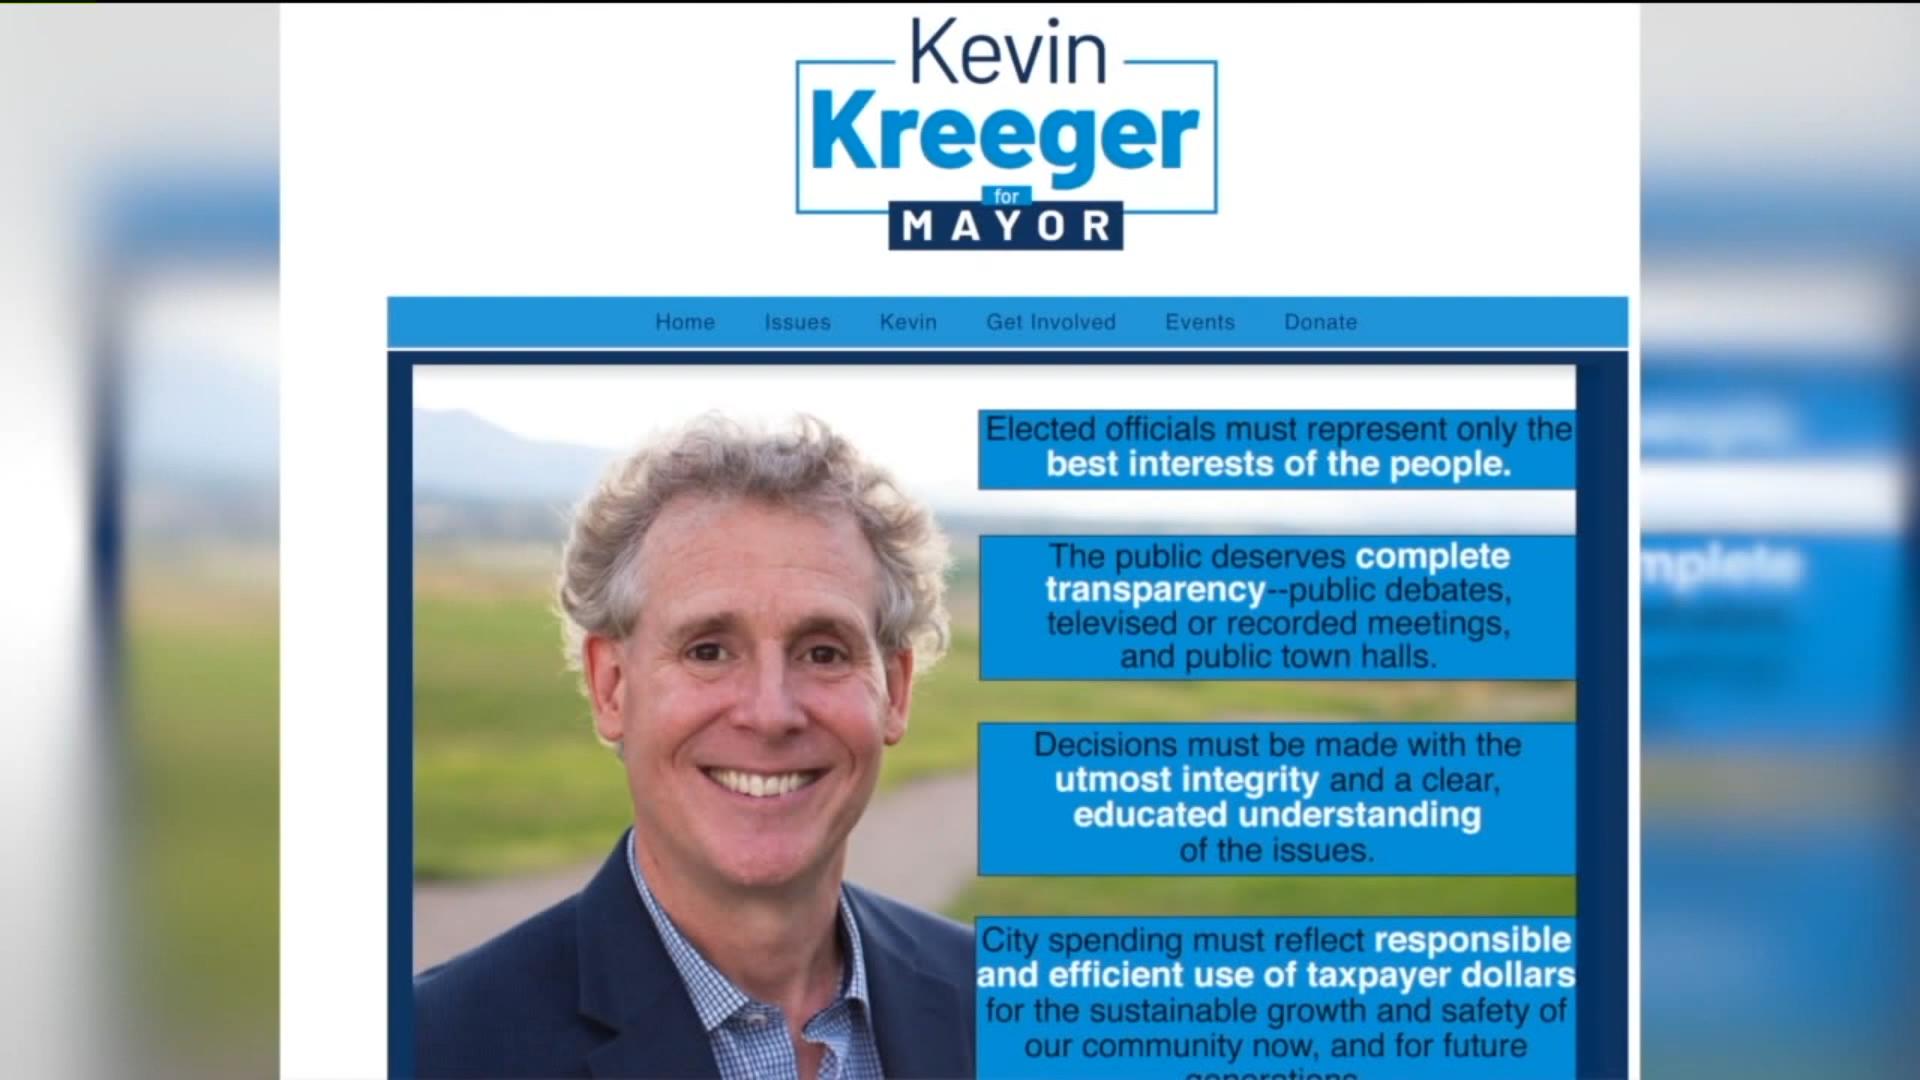 Kevin
Kreeger
for
MAYOR
Home Issues Kevin Get Involved Events Donate
Elected officials must represent only the
best interests of the people.
The public deserves complete
transparency--public debates,
televised or recorded meetings,
and public town halls.
Decisions must be made with the
utmost integrity and a clear,
educated understanding
of the issues.
City spending must reflect responsible
and efficient use of taxpayer dollars
for the sustainable growth and safety of
our community now, and for future
generations.
mplete